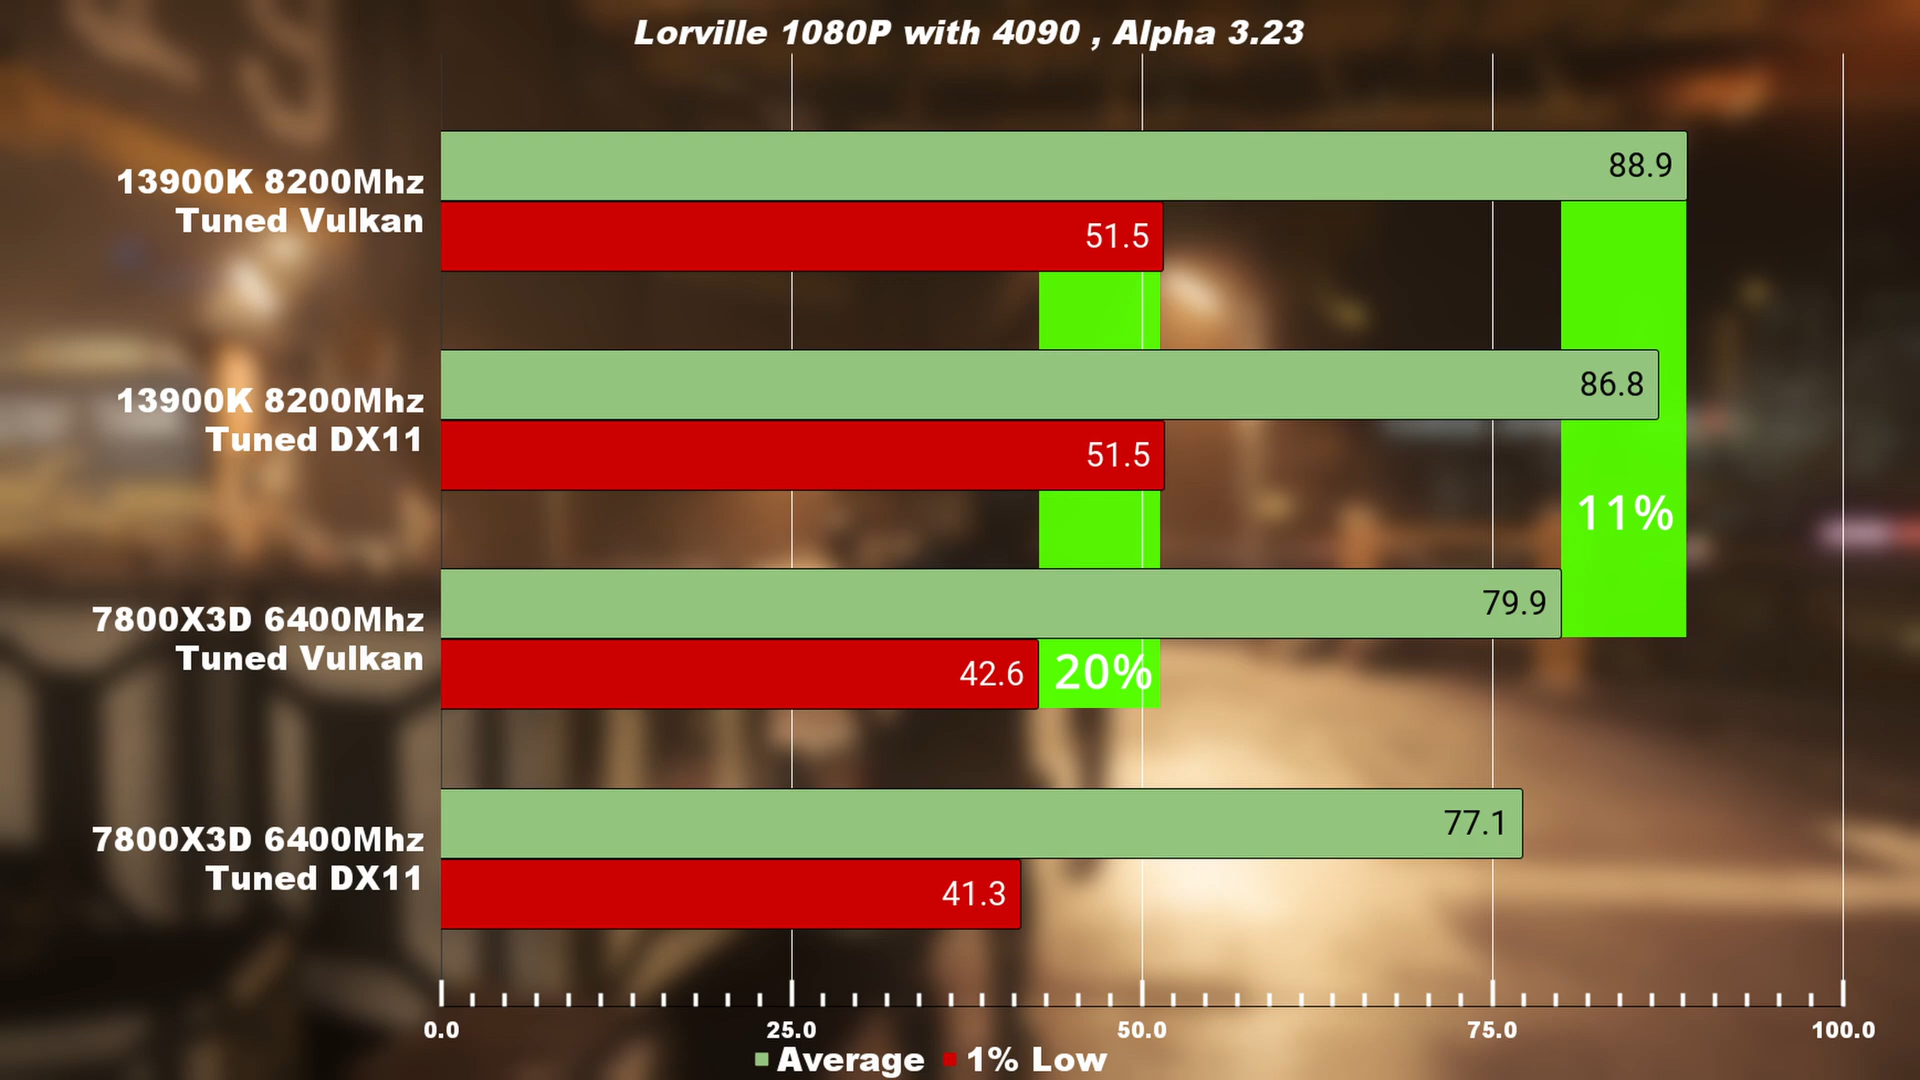 Lorville 1080P with 4090 , Alpha 3.23
13900K 8200Mhz
Tuned Vulkan
88.9
51.5
13900K 8200Mhz
Tuned DX11
86.8
51.5
11%
7800X3D 6400Mhz
Tuned Vulkan
79.9
42.6
20%
7800X3D 6400Mhz
Tuned DX11
77.1
41.3
0.0 25.0 50.0 75.0 100.0
Average 1% Low